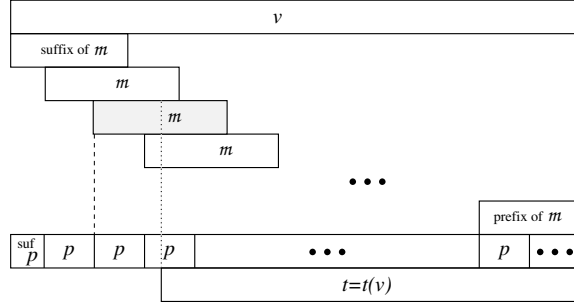 v
suffix of m
m
m
m
•••
prefix of m
suf p p p p ••• p •••
t=t(v)